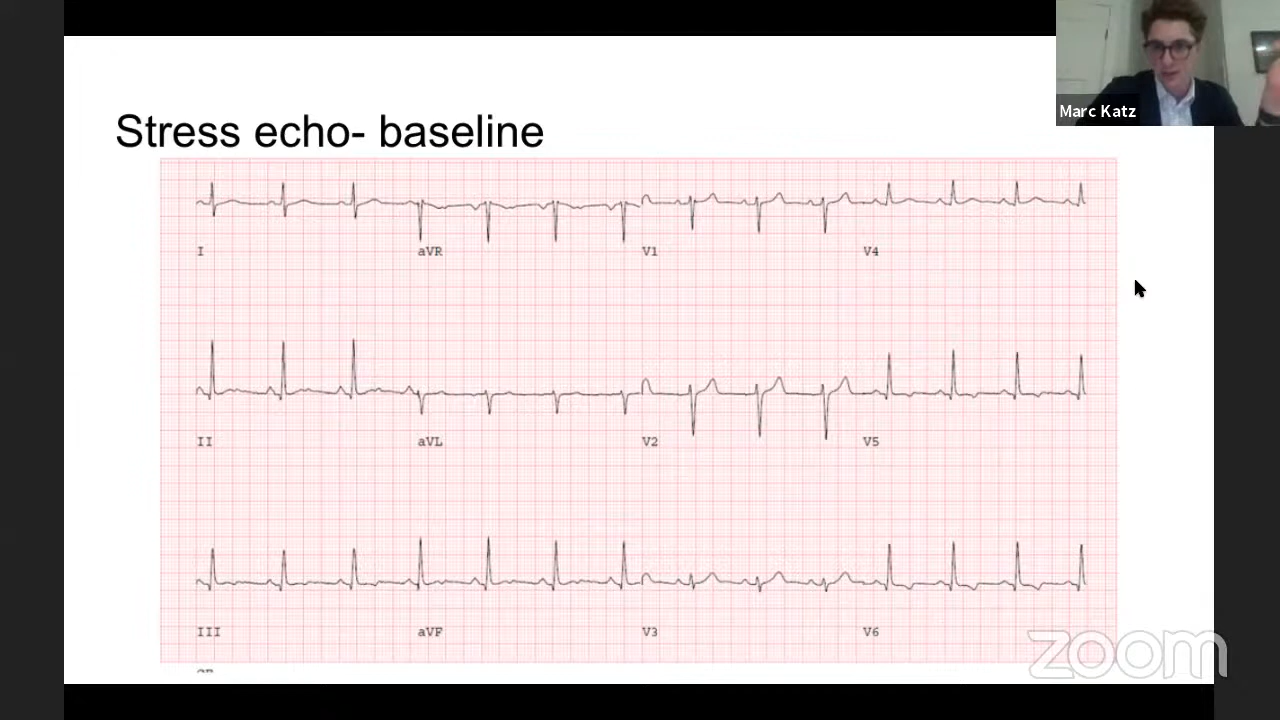 Stress echo- baseline
Marc Katz
I aVR V1 V4
II aVL V2 V5
III aVF V3 V6
zoom